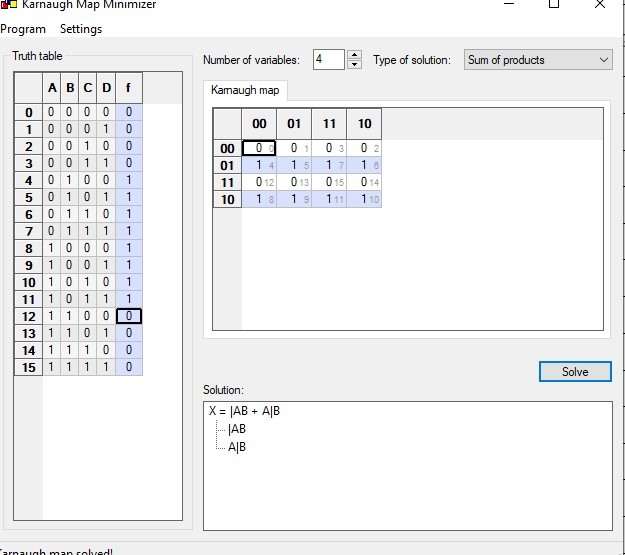 Karnaugh Map Minimizer
Program Settings
Truth table
Number of variables: 4 Type of solution: Sum of products
A B C D f
0 0 0 0 0 0
1 0 0 0 1 0
2 0 0 1 0 0
3 0 0 1 1 0
4 0 1 0 0 1
5 0 1 0 1 1
6 0 1 1 0 1
7 0 1 1 1 1
8 1 0 0 0 1
9 1 0 0 1 1
10 1 0 1 0 1
11 1 0 1 1 1
12 1 1 0 0 0
13 1 1 0 1 0
14 1 1 1 0 0
15 1 1 1 1 0
Karnaugh map
00 01 11 10
00 0 0 0 1 0 3 0 2
01 1 4 1 5 1 7 1 6
11 0 12 0 13 0 15 0 14
10 1 8 1 9 1 11 1 10
Solve
Solution:
X = |AB + A|B
|AB
A|B
Karnaugh map solved!